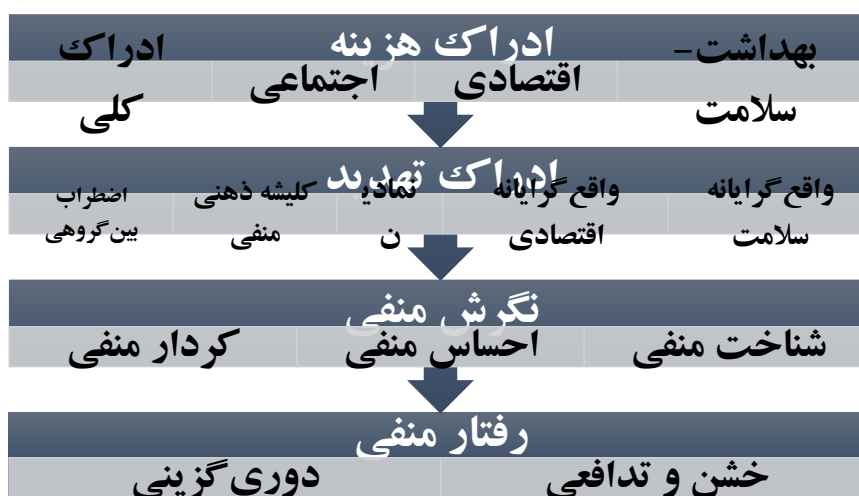 ادراک هزینه
بهداشت-سلامت
اقتصادی
اجتماعی
ادراک کلی
ادراک تهدید
واقع‌گرایانه سلامت
واقع‌گرایانه اقتصادی
نمادین
کلیشه ذهنی منفی
اضطراب بین‌گروهی
نگرش منفی
شناخت منفی
احساس منفی
کردار منفی
رفتار منفی
خشن و تدافعی
دوری‌گزینی